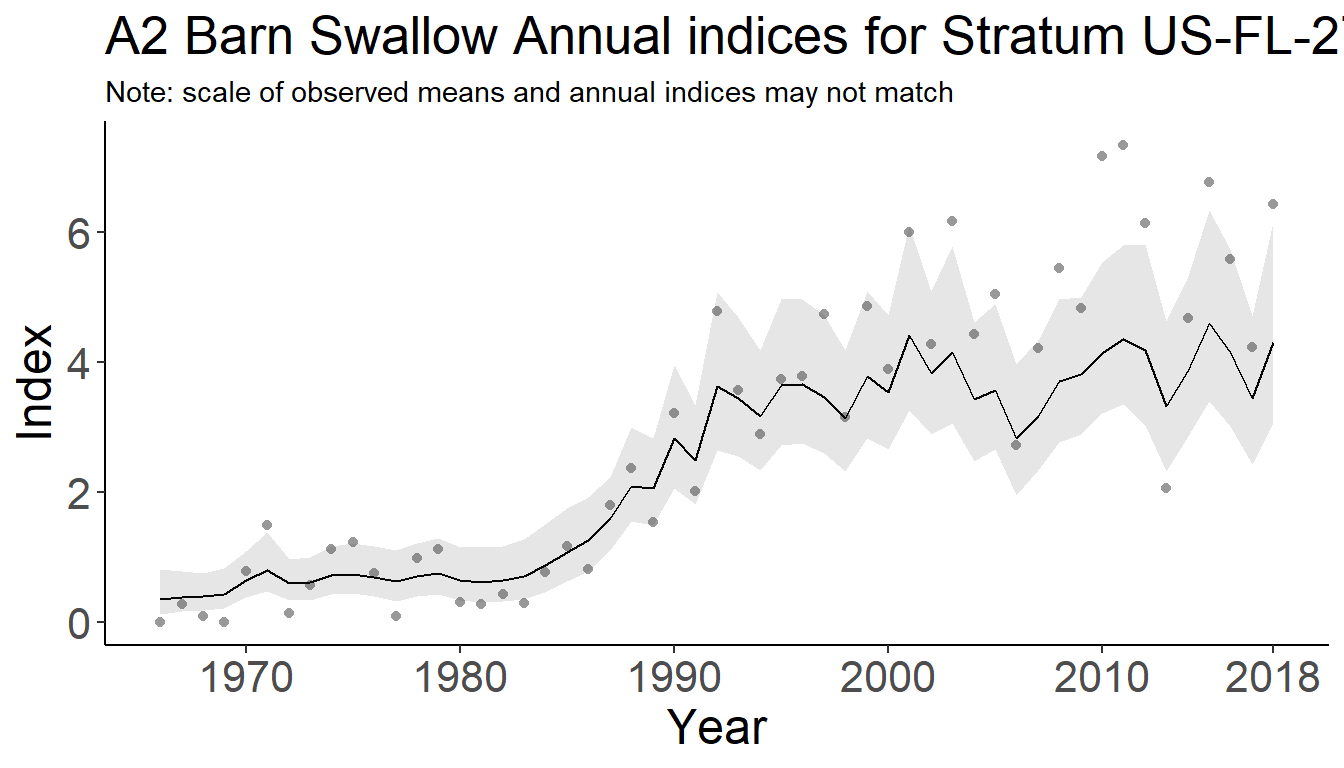 A2 Barn Swallow Annual indices for Stratum US-FL-2
Note: scale of observed means and annual indices may not match
6
4
2
0
Index
1970 1980 1990 2000 2010 2018
Year